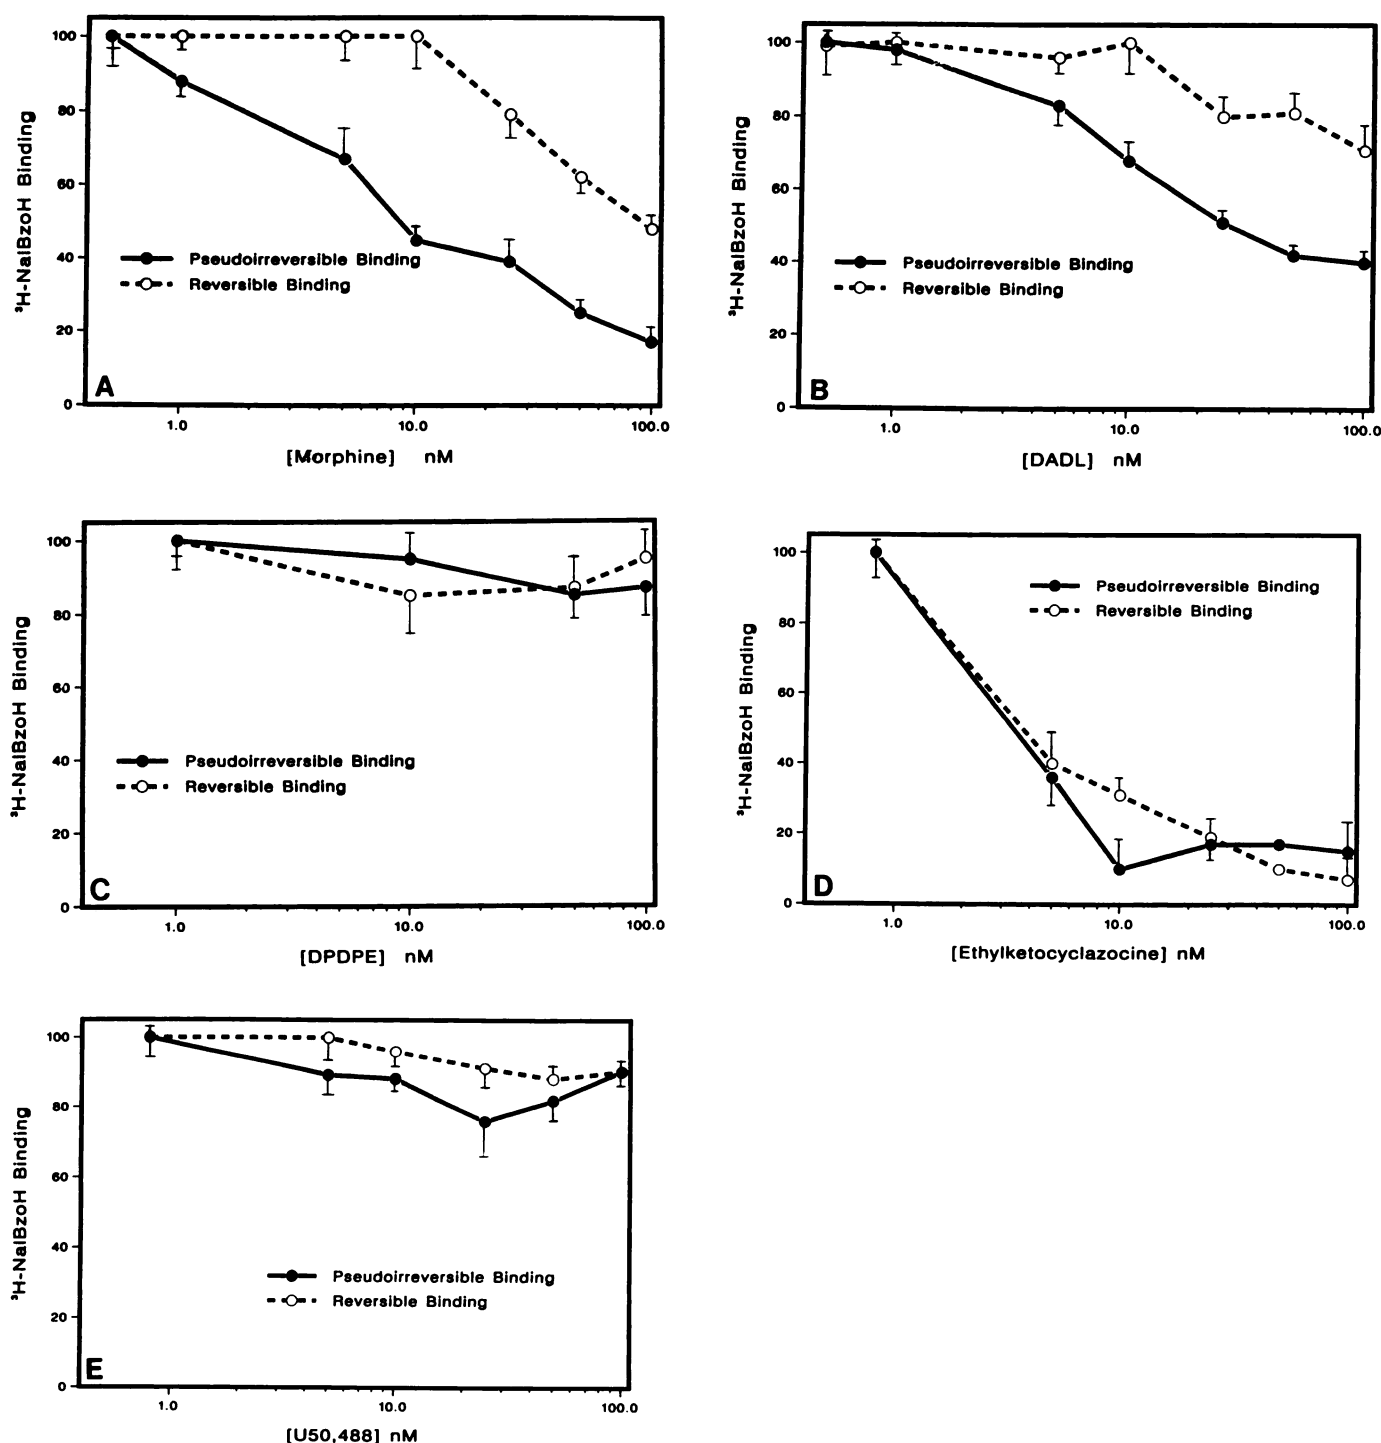 100
80
60
40
20
0
³H-NalBzoH Binding
Pseudoirreversible Binding
Reversible Binding
A
1.0 10.0 100.0
[Morphine] nM
100
80
60
40
20
0
³H-NalBzoH Binding
Pseudoirreversible Binding
Reversible Binding
B
1.0 10.0 100.0
[DADL] nM
100
80
60
40
20
0
³H-NalBzoH Binding
Pseudoirreversible Binding
Reversible Binding
C
1.0 10.0 100.0
[DPDPE] nM
100
80
60
40
20
0
³H-NalBzoH Binding
Pseudoirreversible Binding
Reversible Binding
D
1.0 10.0 100.0
[Ethylketocyclazocine] nM
100
80
60
40
20
0
³H-NalBzoH Binding
Pseudoirreversible Binding
Reversible Binding
E
1.0 10.0 100.0
[U50,488] nM